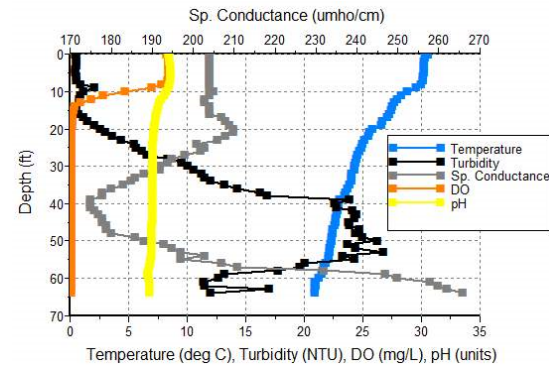 Sp. Conductance (umho/cm)
170 180 190 200 210 220 230 240 250 260 270
0
10
20
30
40
50
60
70
Depth (ft)
Temperature
Turbidity
Sp. Conductance
DO
pH
0 5 10 15 20 25 30 35
Temperature (deg C), Turbidity (NTU), DO (mg/L), pH (units)